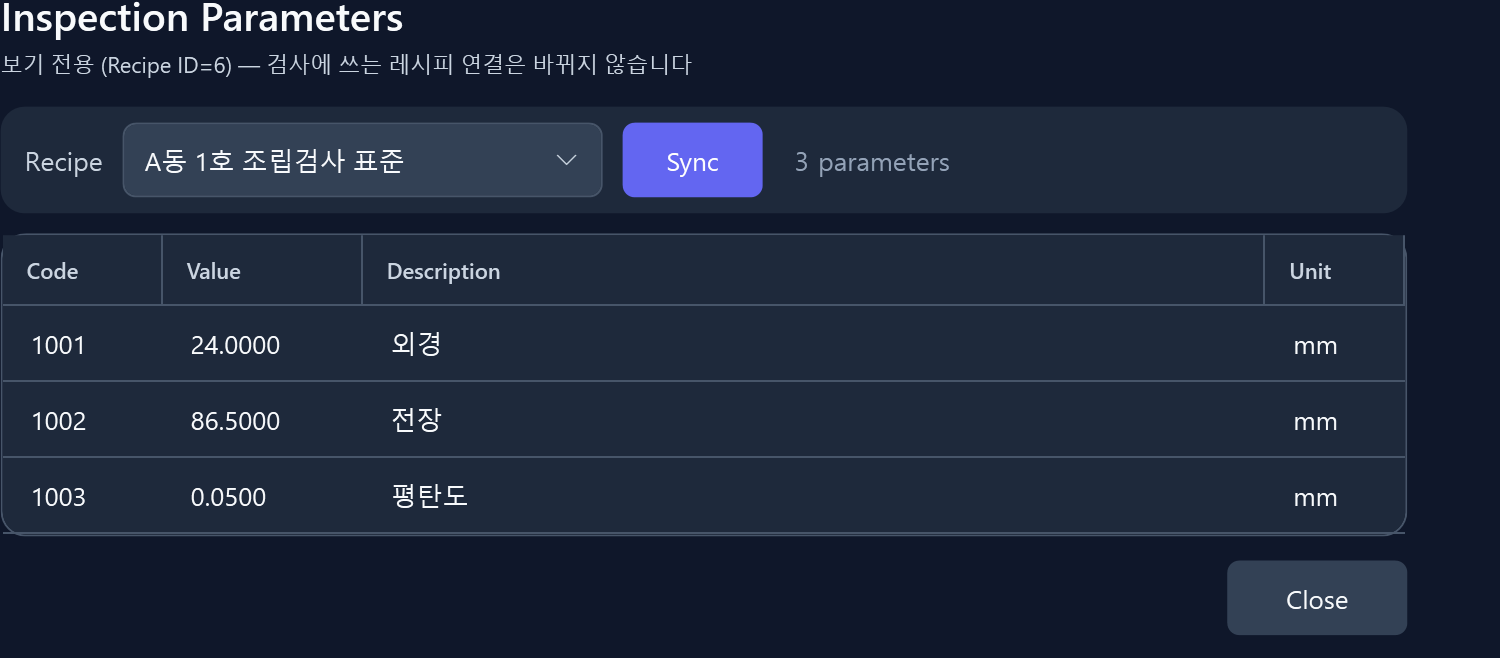 Inspection Parameters
보기 전용 (Recipe ID=6) — 검사에 쓰는 레시피 연결은 바뀌지 않습니다
Recipe A동 1호 조립검사 표준 Sync 3 parameters
Code Value Description Unit
1001 24.0000 외경 mm
1002 86.5000 전장 mm
1003 0.0500 평탄도 mm
Close